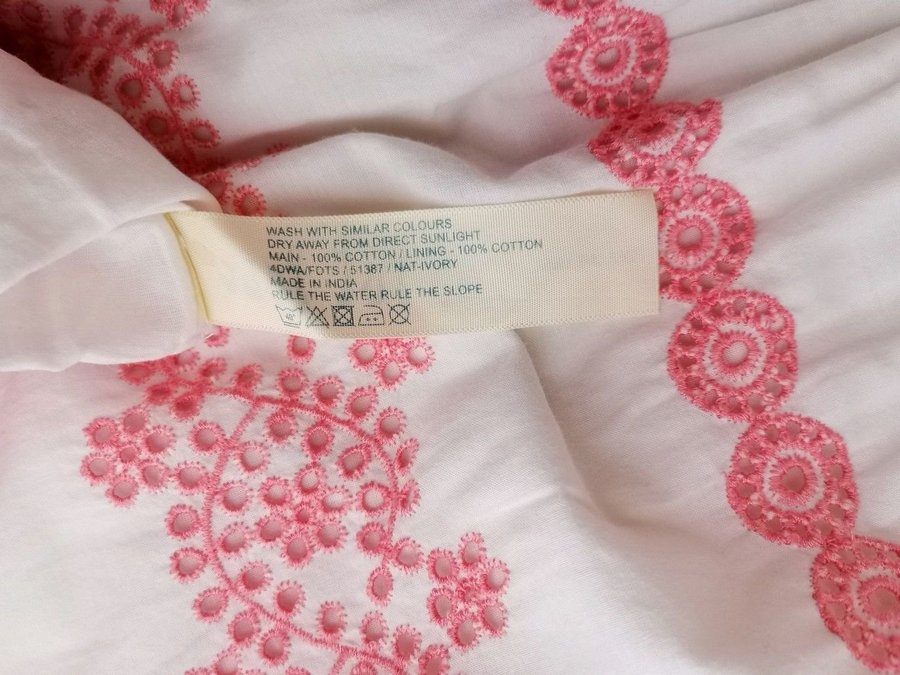 WASH WITH SIMILAR COLOURS
DRY AWAY FROM DIRECT SUNLIGHT
MAIN - 100% COTTON / LINING - 100% COTTON
4DWA/FDTS / 51387 / NAT-IVORY
MADE IN INDIA
RULE THE WATER RULE THE SLOPE
40°